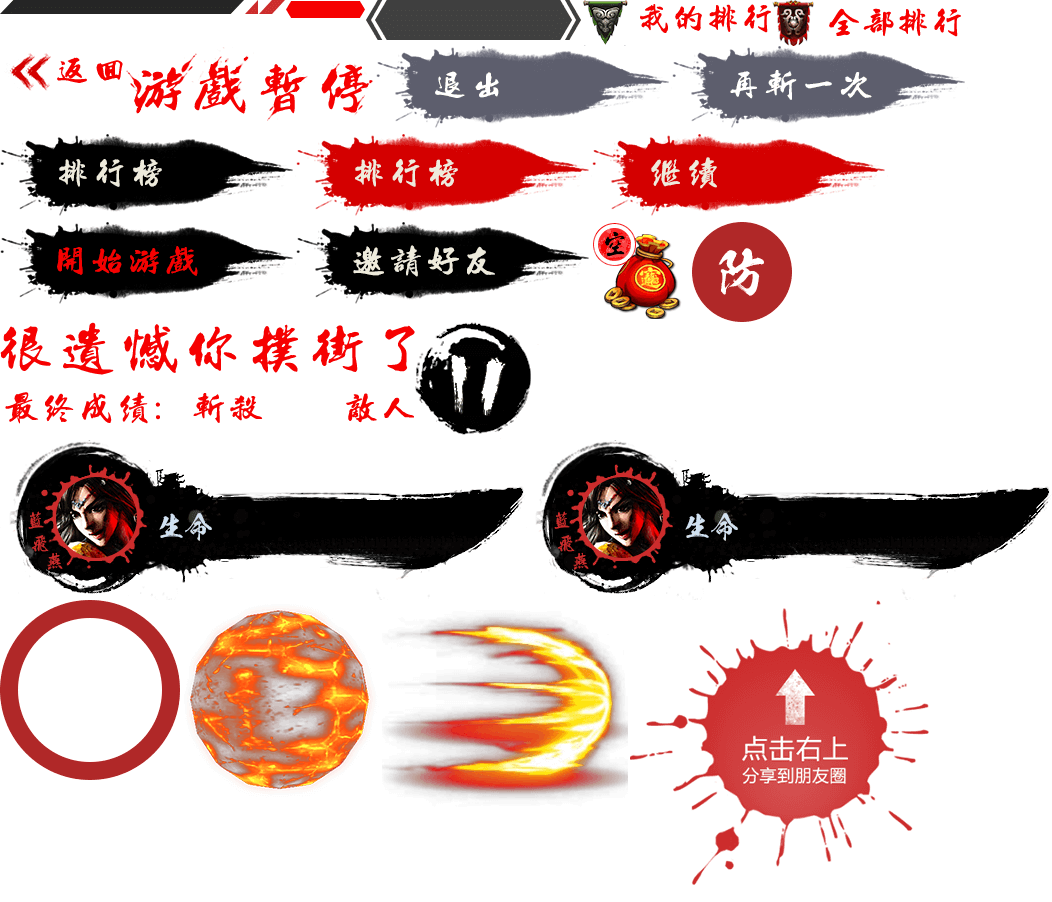 我的排行
全部排行
返回
游戲暫停
退出
再斬一次
排行榜
排行榜
继續
開始游戲
邀請好友
空
防
很遺憾你撲街了
最终成績：斬殺 敵人
藍飛燕
生命
藍飛燕
生命
点击右上
分享到朋友圈